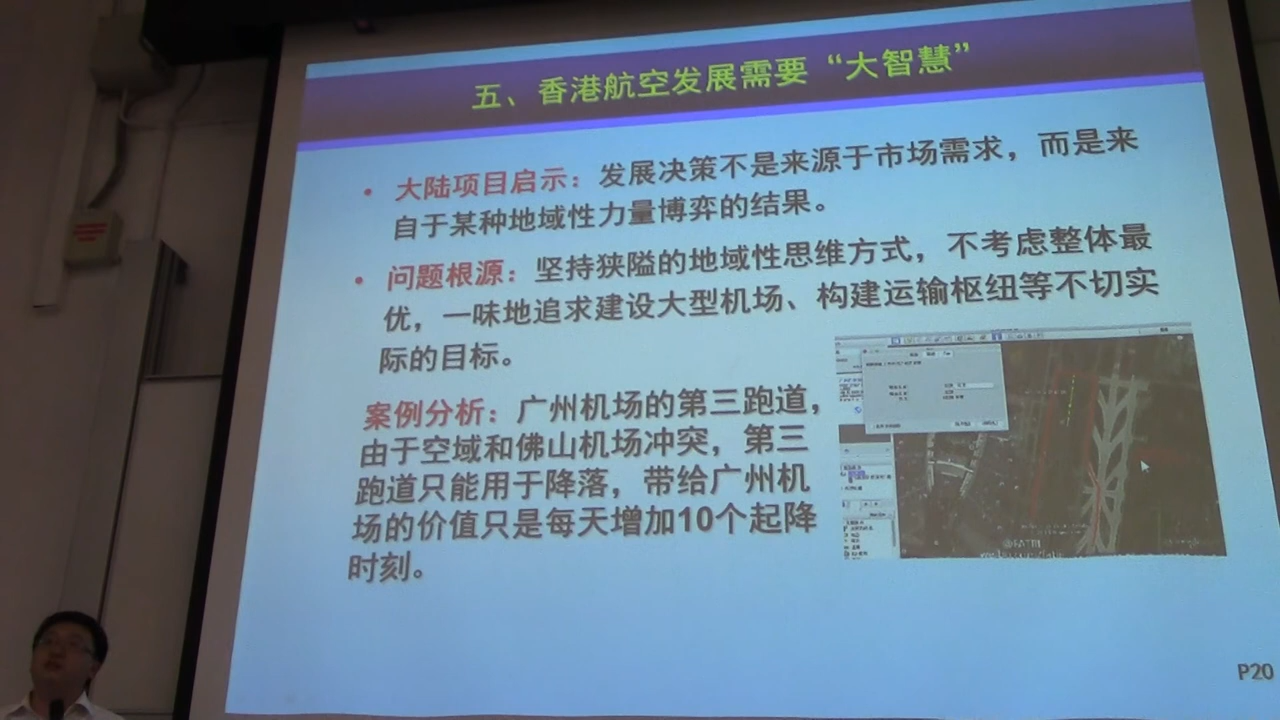 五、香港航空发展需要“大智慧”
• 大陆项目启示：发展决策不是来源于市场需求，而是来
自于某种地域性力量博弈的结果。
• 问题根源：坚持狭隘的地域性思维方式，不考虑整体最
优，一味地追求建设大型机场、构建运输枢纽等不切实
际的目标。
案例分析：广州机场的第三跑道，
由于空域和佛山机场冲突，第三
跑道只能用于降落，带给广州机
场的价值只是每天增加10个起降
时刻。
P20